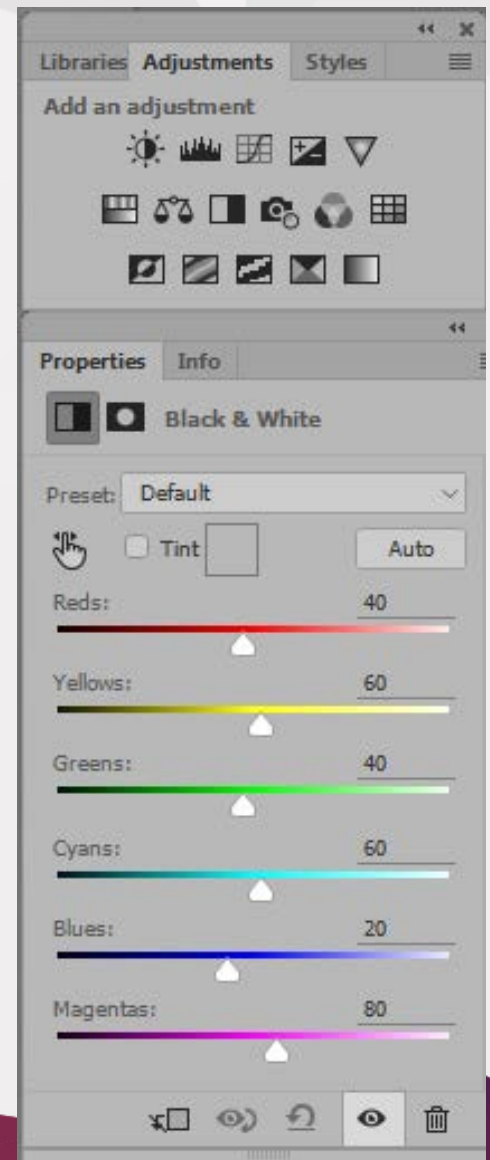 Libraries Adjustments Styles
Add an adjustment
Properties Info
Black & White
Preset: Default
Tint Auto
Reds: 40
Yellows: 60
Greens: 40
Cyans: 60
Blues: 20
Magentas: 80